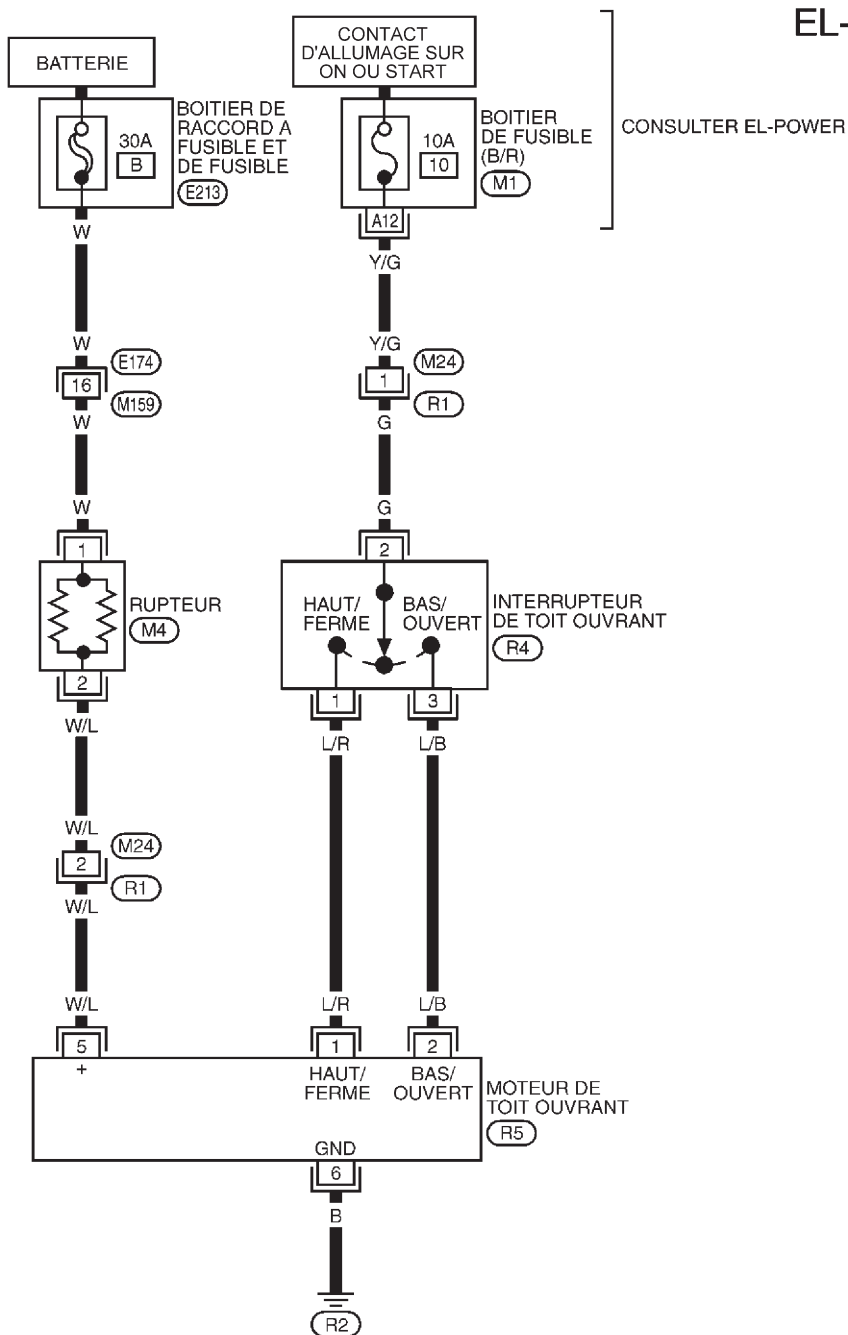 EL-
BATTERIE
CONTACT
D'ALLUMAGE SUR
ON OU START
30A
B
BOITIER DE
RACCORD A
FUSIBLE ET
DE FUSIBLE
E213
10A
10
BOITIER
DE FUSIBLE
(B/R)
M1
CONSULTER EL-POWER
A12
W
Y/G
W
Y/G
16
E174
M159
1
M24
R1
W
G
W
G
1
2
RUPTEUR
M4
HAUT/
FERME
BAS/
OUVERT
INTERRUPTEUR
DE TOIT OUVRANT
R4
2
1
3
W/L
L/R
L/B
W/L
2
M24
R1
W/L
W/L
L/R
L/B
5
1
2
+
HAUT/
FERME
BAS/
OUVERT
MOTEUR DE
TOIT OUVRANT
R5
GND
6
B
R2